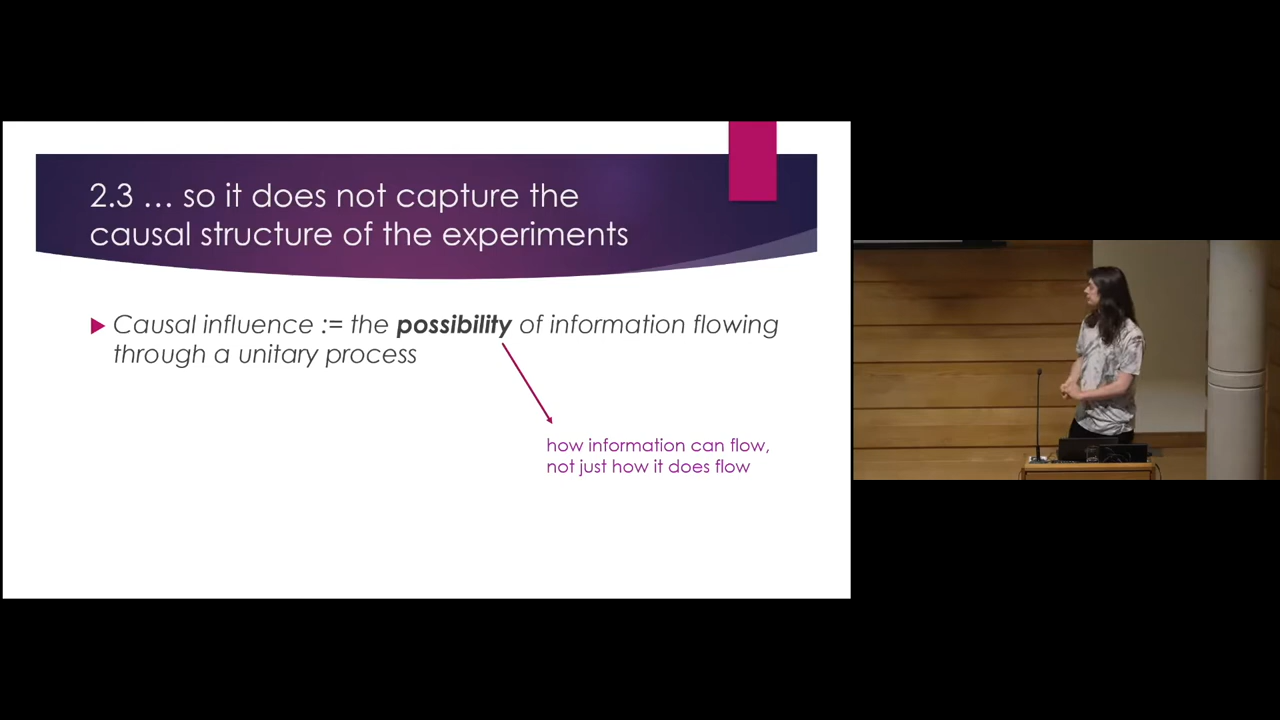 2.3 … so it does not capture the
causal structure of the experiments
Causal influence := the possibility of information flowing
through a unitary process
how information can flow,
not just how it does flow